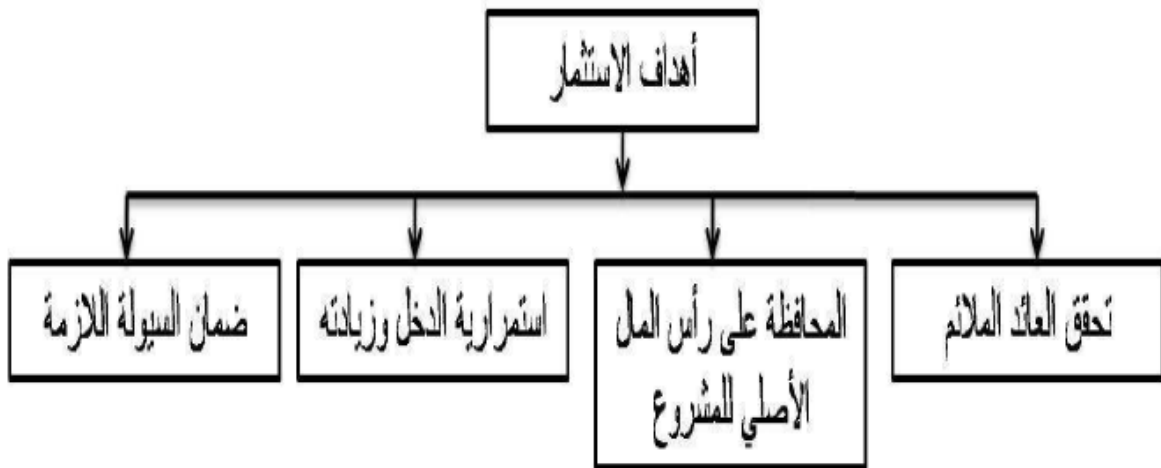 أهداف الاستثمار
تحقق العائد الملائم
المحافظة على رأس المال
الأصلي للمشروع
استمرارية الدخل وزيادته
ضمان السيولة اللازمة